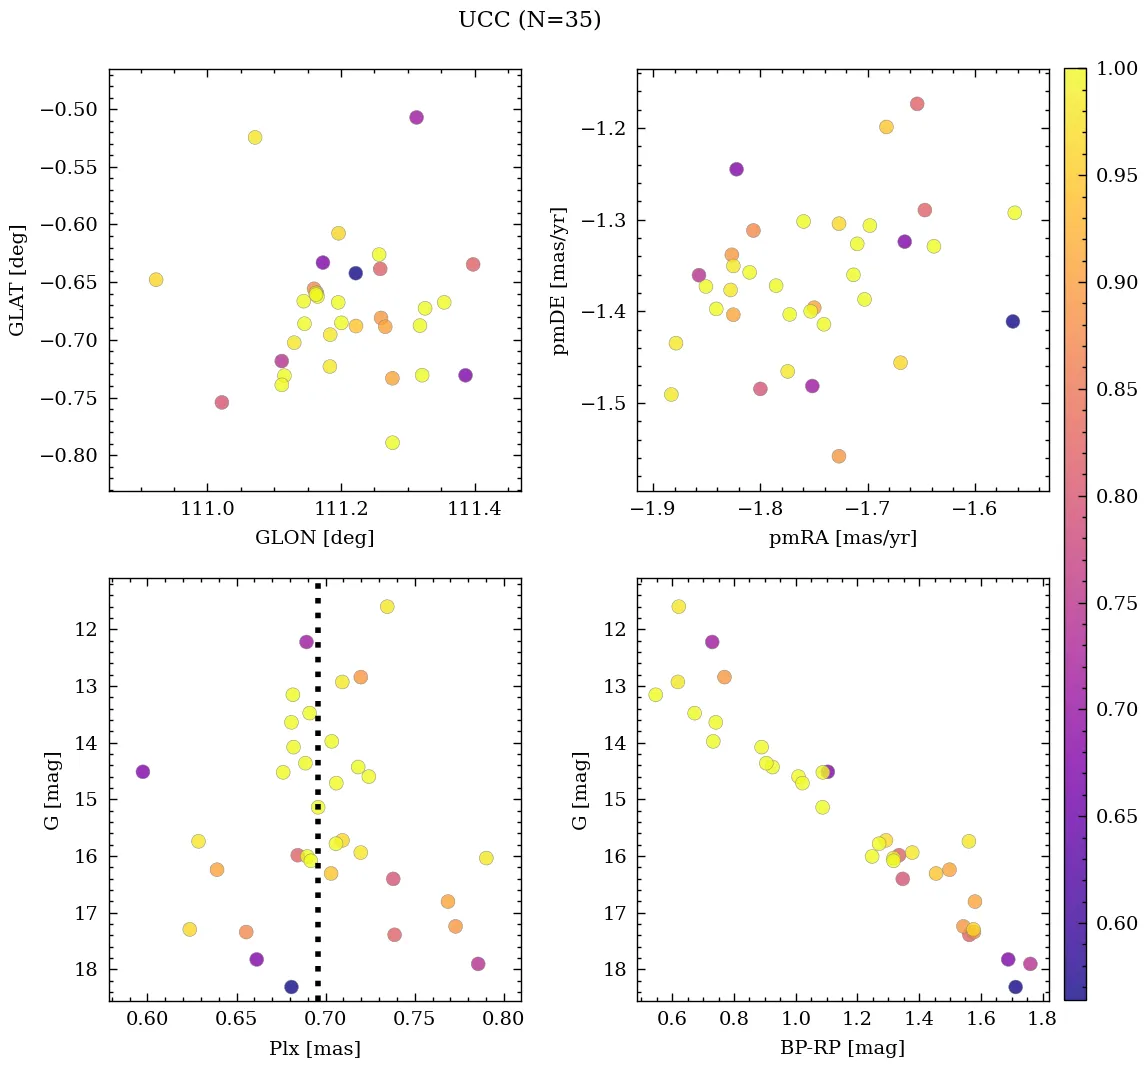 UCC (N=35)
−0.50
−0.55
−0.60
−0.65
−0.70
−0.75
−0.80
GLAT [deg]
111.0 111.2 111.4
GLON [deg]
−1.2
−1.3
−1.4
−1.5
pmDE [mas/yr]
−1.9 −1.8 −1.7 −1.6
pmRA [mas/yr]
12
13
14
15
16
17
18
G [mag]
0.60 0.65 0.70 0.75 0.80
Plx [mas]
12
13
14
15
16
17
18
G [mag]
0.6 0.8 1.0 1.2 1.4 1.6 1.8
BP-RP [mag]
1.00
0.95
0.90
0.85
0.80
0.75
0.70
0.65
0.60